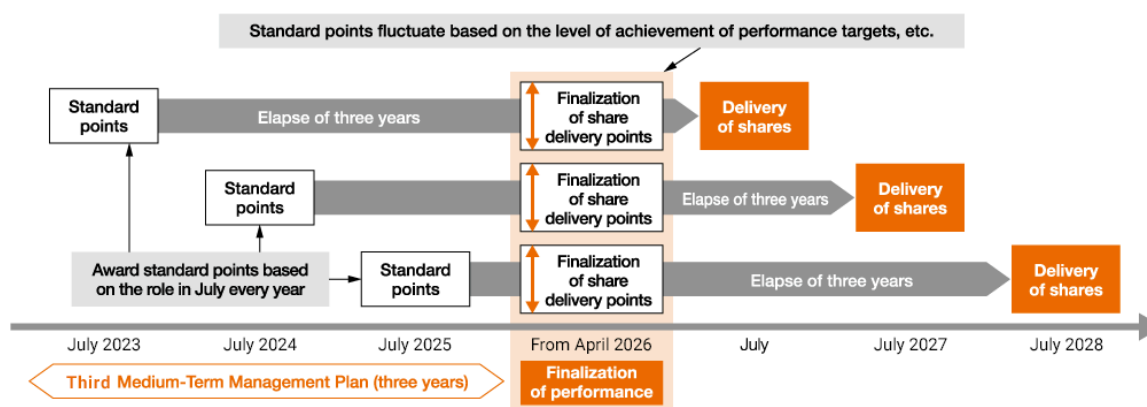 Standard points fluctuate based on the level of achievement of performance targets, etc.
Standard
points
Elapse of three years
Finalization
of share
delivery points
Delivery
of shares
Standard
points
Finalization
of share
delivery points
Elapse of three years
Delivery
of shares
Award standard points based
on the role in July every year
Standard
points
Finalization
of share
delivery points
Elapse of three years
Delivery
of shares
July 2023
July 2024
July 2025
From April 2026
July
July 2027
July 2028
Third Medium-Term Management Plan (three years)
Finalization
of performance